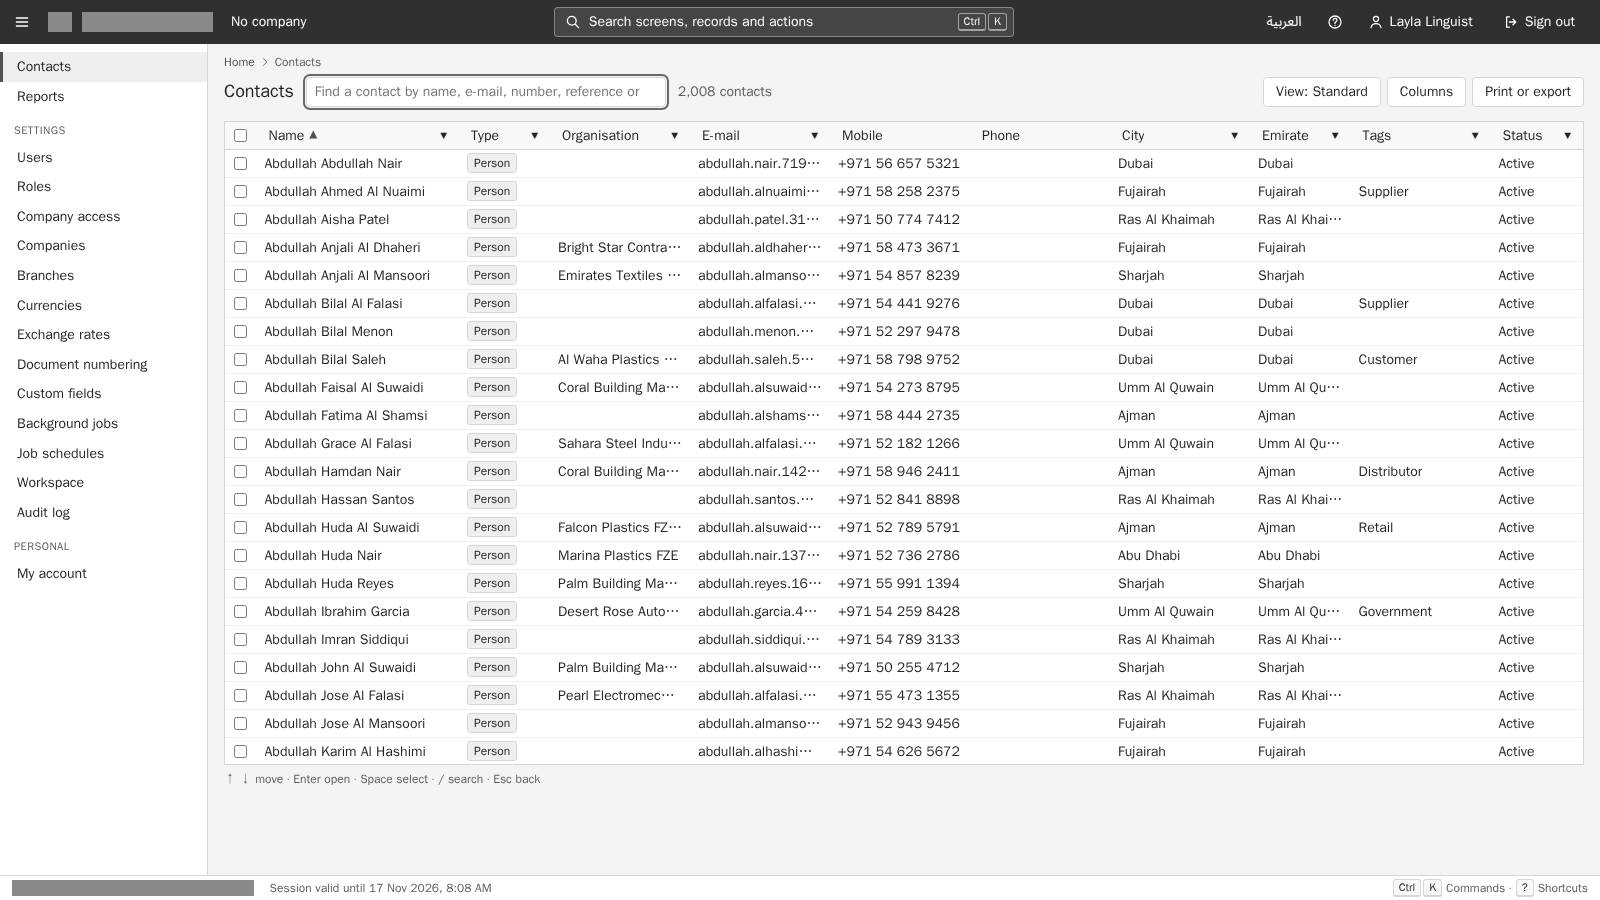 No company
Search screens, records and actions Ctrl K
العربية
Layla Linguist
Sign out
Contacts
Reports
SETTINGS
Users
Roles
Company access
Companies
Branches
Currencies
Exchange rates
Document numbering
Custom fields
Background jobs
Job schedules
Workspace
Audit log
PERSONAL
My account
Home > Contacts
Contacts
Find a contact by name, e-mail, number, reference or
2,008 contacts
View: Standard
Columns
Print or export
Name ▲ ▼ Type ▼ Organisation ▼ E-mail ▼ Mobile Phone City ▼ Emirate ▼ Tags ▼ Status ▼
Abdullah Abdullah Nair Person abdullah.nair.719… +971 56 657 5321 Dubai Dubai Active
Abdullah Ahmed Al Nuaimi Person abdullah.alnuaimi… +971 58 258 2375 Fujairah Fujairah Supplier Active
Abdullah Aisha Patel Person abdullah.patel.31… +971 50 774 7412 Ras Al Khaimah Ras Al Khai… Active
Abdullah Anjali Al Dhaheri Person Bright Star Contra… abdullah.aldhaher… +971 58 473 3671 Fujairah Fujairah Active
Abdullah Anjali Al Mansoori Person Emirates Textiles … abdullah.almanso… +971 54 857 8239 Sharjah Sharjah Active
Abdullah Bilal Al Falasi Person abdullah.alfalasi.… +971 54 441 9276 Dubai Dubai Supplier Active
Abdullah Bilal Menon Person abdullah.menon.… +971 52 297 9478 Dubai Dubai Active
Abdullah Bilal Saleh Person Al Waha Plastics … abdullah.saleh.5… +971 58 798 9752 Dubai Dubai Customer Active
Abdullah Faisal Al Suwaidi Person Coral Building Ma… abdullah.alsuwaid… +971 54 273 8795 Umm Al Quwain Umm Al Qu… Active
Abdullah Fatima Al Shamsi Person abdullah.alshams… +971 58 444 2735 Ajman Ajman Active
Abdullah Grace Al Falasi Person Sahara Steel Indu… abdullah.alfalasi.… +971 52 182 1266 Umm Al Quwain Umm Al Qu… Active
Abdullah Hamdan Nair Person Coral Building Ma… abdullah.nair.142… +971 58 946 2411 Ajman Ajman Distributor Active
Abdullah Hassan Santos Person abdullah.santos.… +971 52 841 8898 Ras Al Khaimah Ras Al Khai… Active
Abdullah Huda Al Suwaidi Person Falcon Plastics FZ… abdullah.alsuwaid… +971 52 789 5791 Ajman Ajman Retail Active
Abdullah Huda Nair Person Marina Plastics FZE abdullah.nair.137… +971 52 736 2786 Abu Dhabi Abu Dhabi Active
Abdullah Huda Reyes Person Palm Building Ma… abdullah.reyes.16… +971 55 991 1394 Sharjah Sharjah Active
Abdullah Ibrahim Garcia Person Desert Rose Auto… abdullah.garcia.4… +971 54 259 8428 Umm Al Quwain Umm Al Qu… Government Active
Abdullah Imran Siddiqui Person abdullah.siddiqui.… +971 54 789 3133 Ras Al Khaimah Ras Al Khai… Active
Abdullah John Al Suwaidi Person Palm Building Ma… abdullah.alsuwaid… +971 50 255 4712 Sharjah Sharjah Active
Abdullah Jose Al Falasi Person Pearl Electromec… abdullah.alfalasi.… +971 55 473 1355 Ras Al Khaimah Ras Al Khai… Active
Abdullah Jose Al Mansoori Person abdullah.almanso… +971 52 943 9456 Fujairah Fujairah Active
Abdullah Karim Al Hashimi Person abdullah.alhashi… +971 54 626 5672 Fujairah Fujairah Active
↑ ↓ move · Enter open · Space select · / search · Esc back
Session valid until 17 Nov 2026, 8:08 AM
Ctrl K Commands · ? Shortcuts